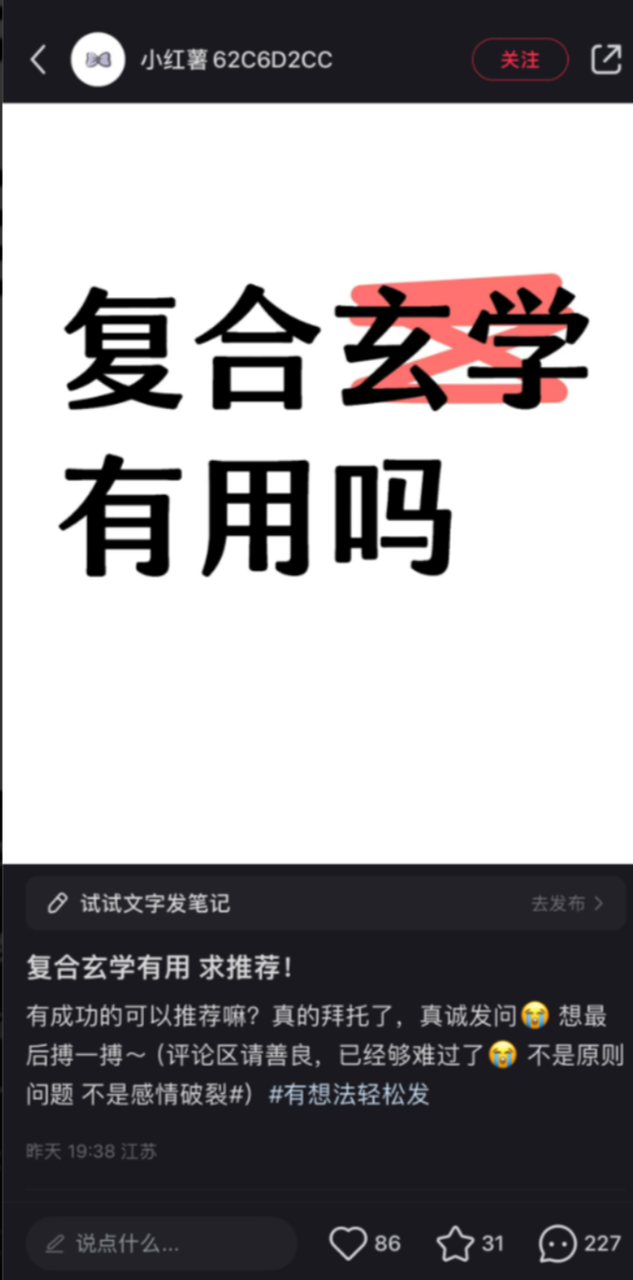 小红薯 62C6D2CC
关注
复合玄学
有用吗
试试文字发笔记
去发布
复合玄学有用 求推荐！
有成功的可以推荐嘛？真的拜托了，真诚发问😭 想最
后搏一搏～（评论区请善良，已经够难过了😭 不是原则
问题 不是感情破裂#）#有想法轻松发
昨天 19:38 江苏
说点什么...
86
31
227